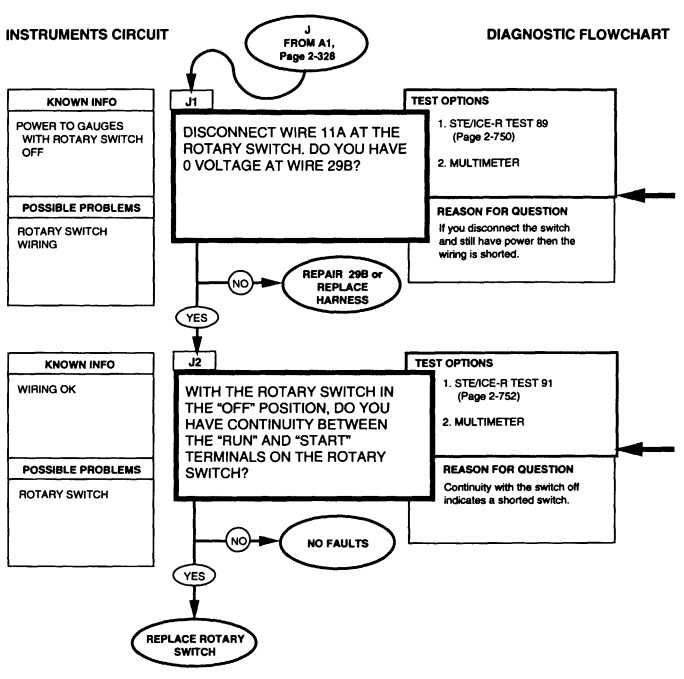 INSTRUMENTS CIRCUIT
J
FROM A1,
Page 2-328
DIAGNOSTIC FLOWCHART
KNOWN INFO
POWER TO GAUGES
WITH ROTARY SWITCH
OFF
POSSIBLE PROBLEMS
ROTARY SWITCH
WIRING
J1
DISCONNECT WIRE 11A AT THE
ROTARY SWITCH. DO YOU HAVE
0 VOLTAGE AT WIRE 29B?
TEST OPTIONS
1. STE/ICE-R TEST 89
(Page 2-750)
2. MULTIMETER
REASON FOR QUESTION
If you disconnect the switch
and still have power then the
wiring is shorted.
NO
REPAIR 29B or
REPLACE
HARNESS
YES
KNOWN INFO
WIRING OK
POSSIBLE PROBLEMS
ROTARY SWITCH
J2
WITH THE ROTARY SWITCH IN
THE “OFF” POSITION, DO YOU
HAVE CONTINUITY BETWEEN
THE “RUN” AND “START”
TERMINALS ON THE ROTARY
SWITCH?
TEST OPTIONS
1. STE/ICE-R TEST 91
(Page 2-752)
2. MULTIMETER
REASON FOR QUESTION
Continuity with the switch off
indicates a shorted switch.
NO
NO FAULTS
YES
REPLACE ROTARY
SWITCH